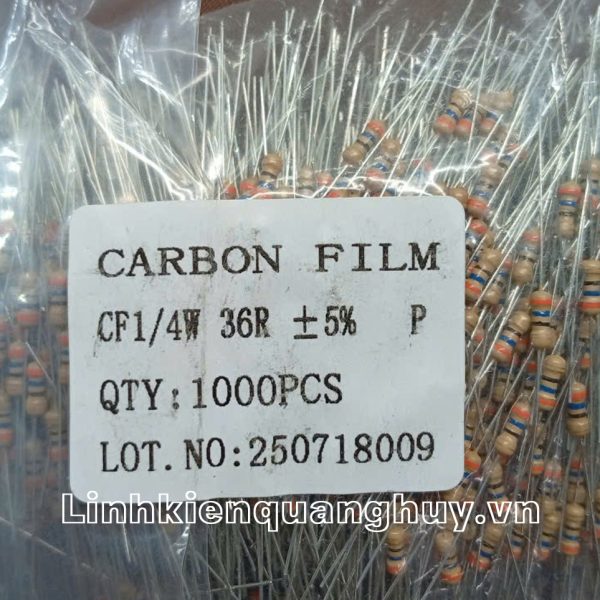 CARBON FILM
CF1/4W 36R ±5% P
QTY:1000PCS
LOT.NO:250718009
Linhkienquanghuy.vn